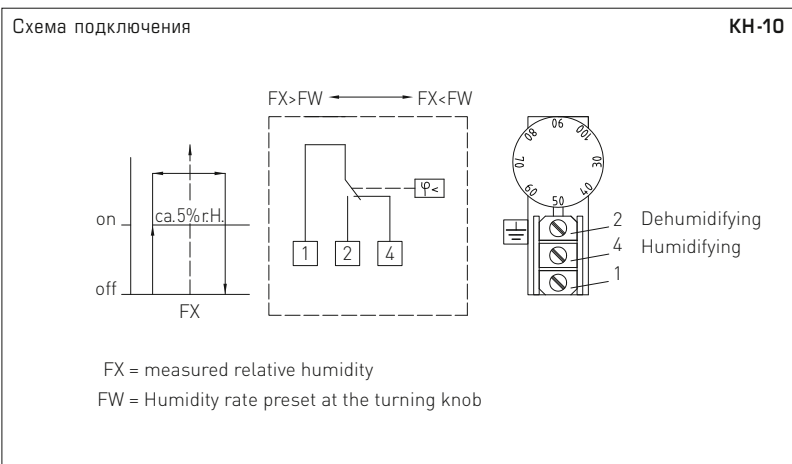 Схема подключения KH-10
FX>FW FX<FW
on
off
ca.5%r.H.
FX
1 2 4
φ<
30 40 50 60 70 80 90 100
2 Dehumidifying
4 Humidifying
1
FX = measured relative humidity
FW = Humidity rate preset at the turning knob